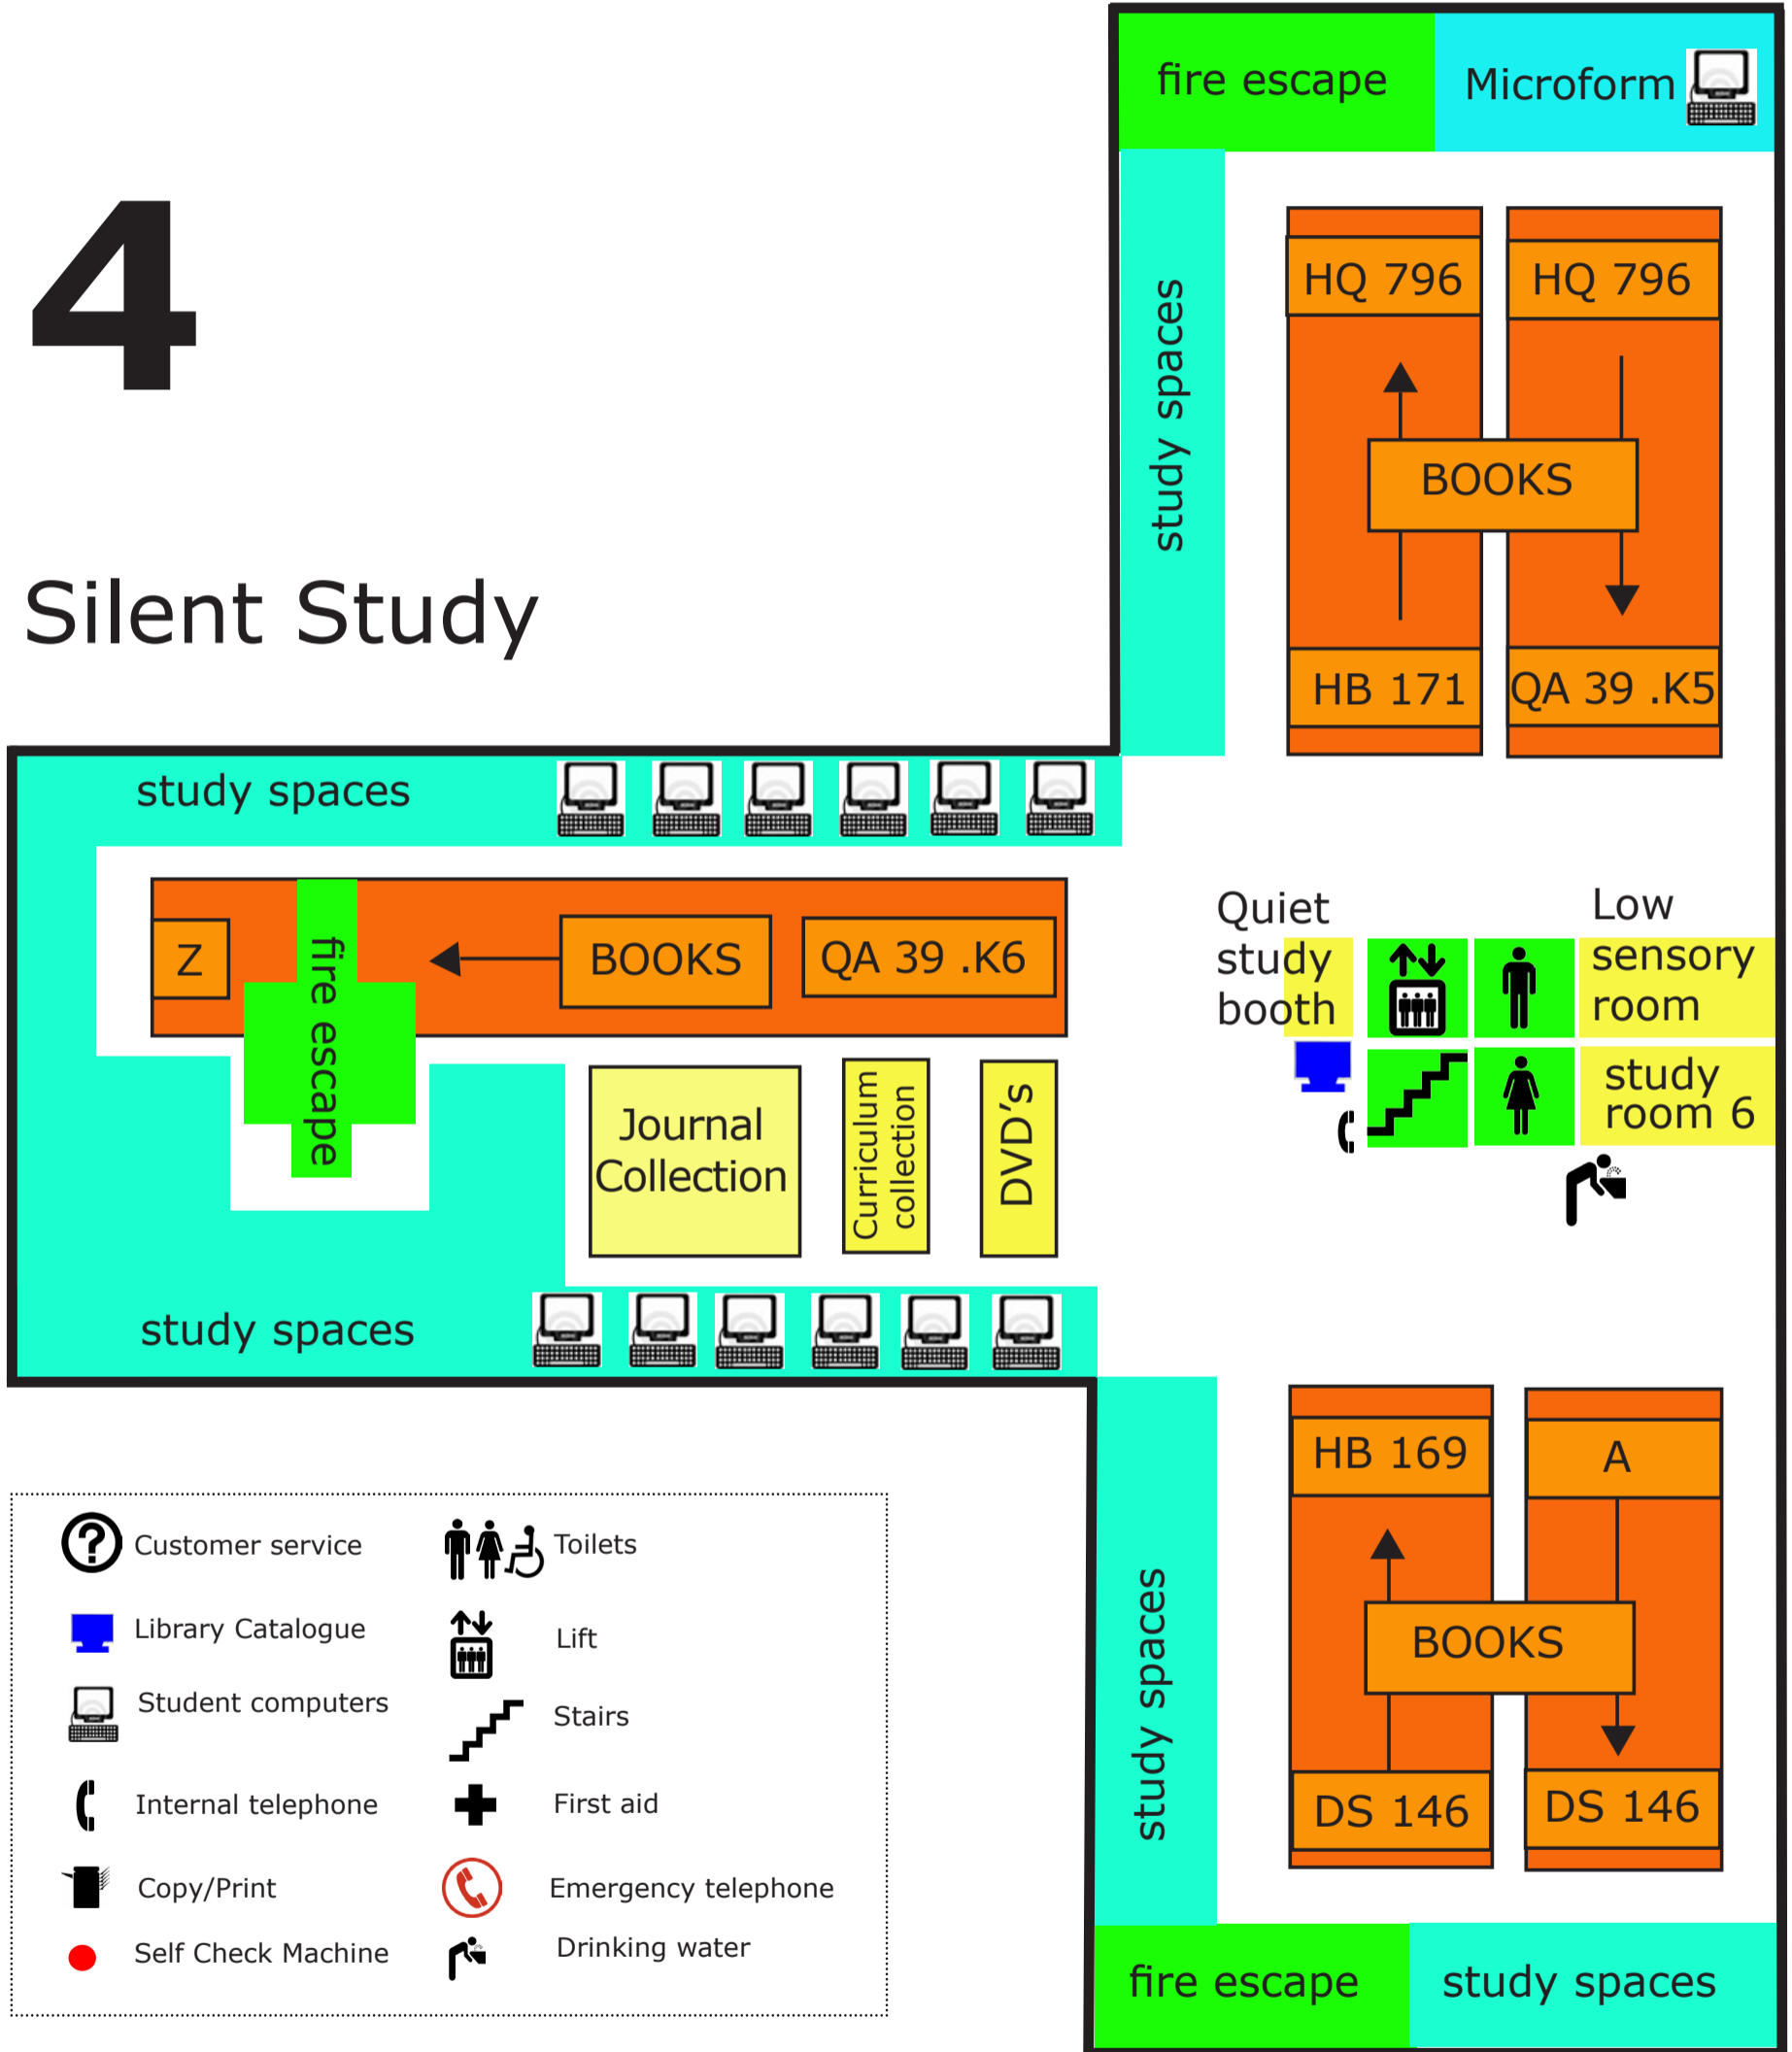 4
Silent Study
fire escape
Microform
study spaces
HQ 796
HQ 796
BOOKS
HB 171
QA 39 .K5
study spaces
Z
fire escape
BOOKS
QA 39 .K6
Journal
Collection
Curriculum
collection
DVD’s
study spaces
Quiet
study
booth
Low
sensory
room
study
room 6
HB 169
A
BOOKS
DS 146
DS 146
study spaces
fire escape
study spaces
Customer service
Library Catalogue
Student computers
Internal telephone
Copy/Print
Self Check Machine
Toilets
Lift
Stairs
First aid
Emergency telephone
Drinking water